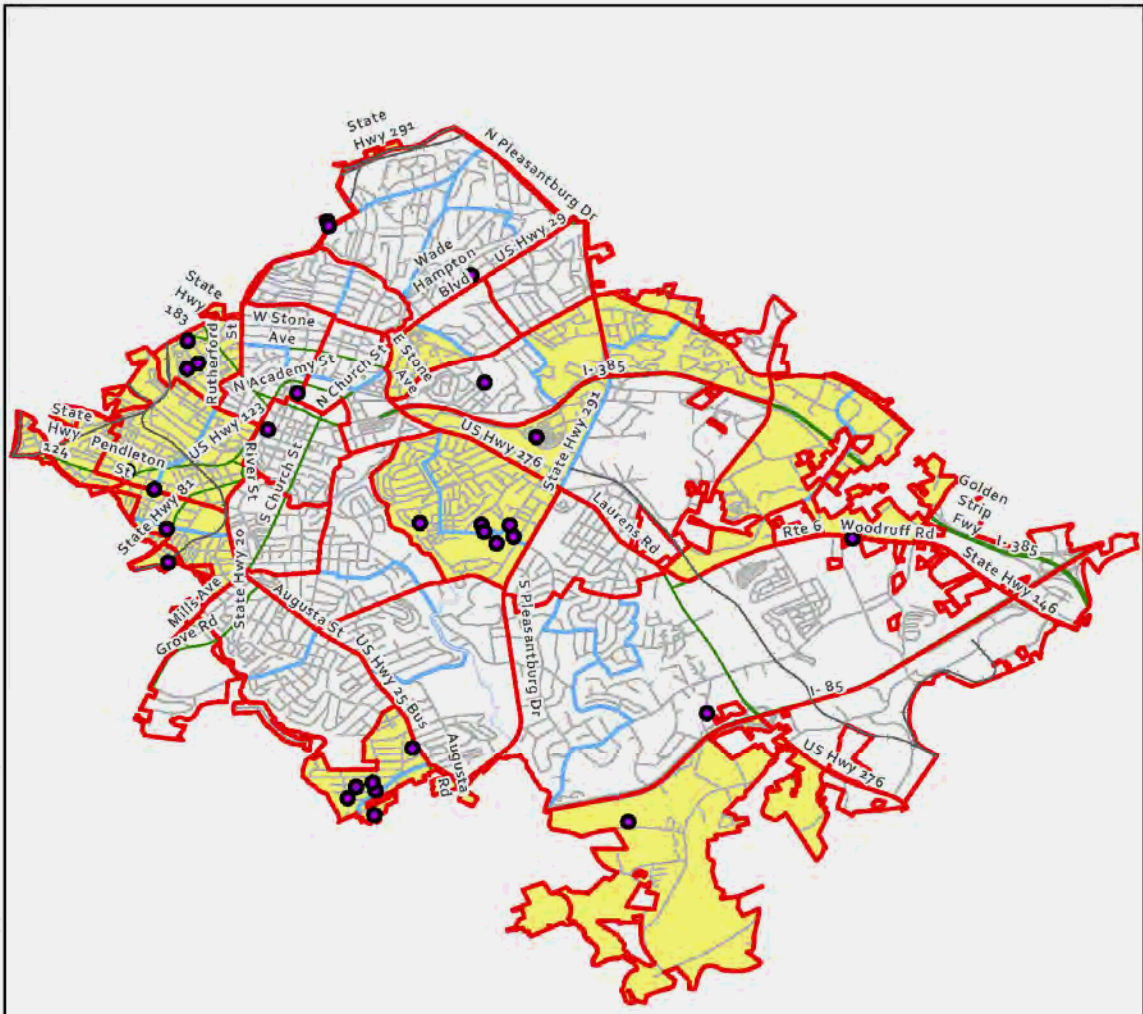 State
Hwy 291
N Pleasantburg Dr
Wade
Hampton
Blvd
US Hwy 29
State
Hwy
183
Rutherford
St
W Stone
Ave
E Stone
Ave
N Academy St
N Church St
I-385
State
Hwy
124
Pendleton
St
US Hwy 123
US Hwy 276
State Hwy 291
River St
S Church St
State Hwy 81
Laurens Rd
Golden
Strip
Fwy
Rte 6
Woodruff Rd
I-385
State Hwy 146
State Hwy 20
Mills Ave
Grove Rd
Augusta St
US Hwy 25 Bus
S Pleasantburg Dr
I-85
Augusta
Rd
US Hwy 276